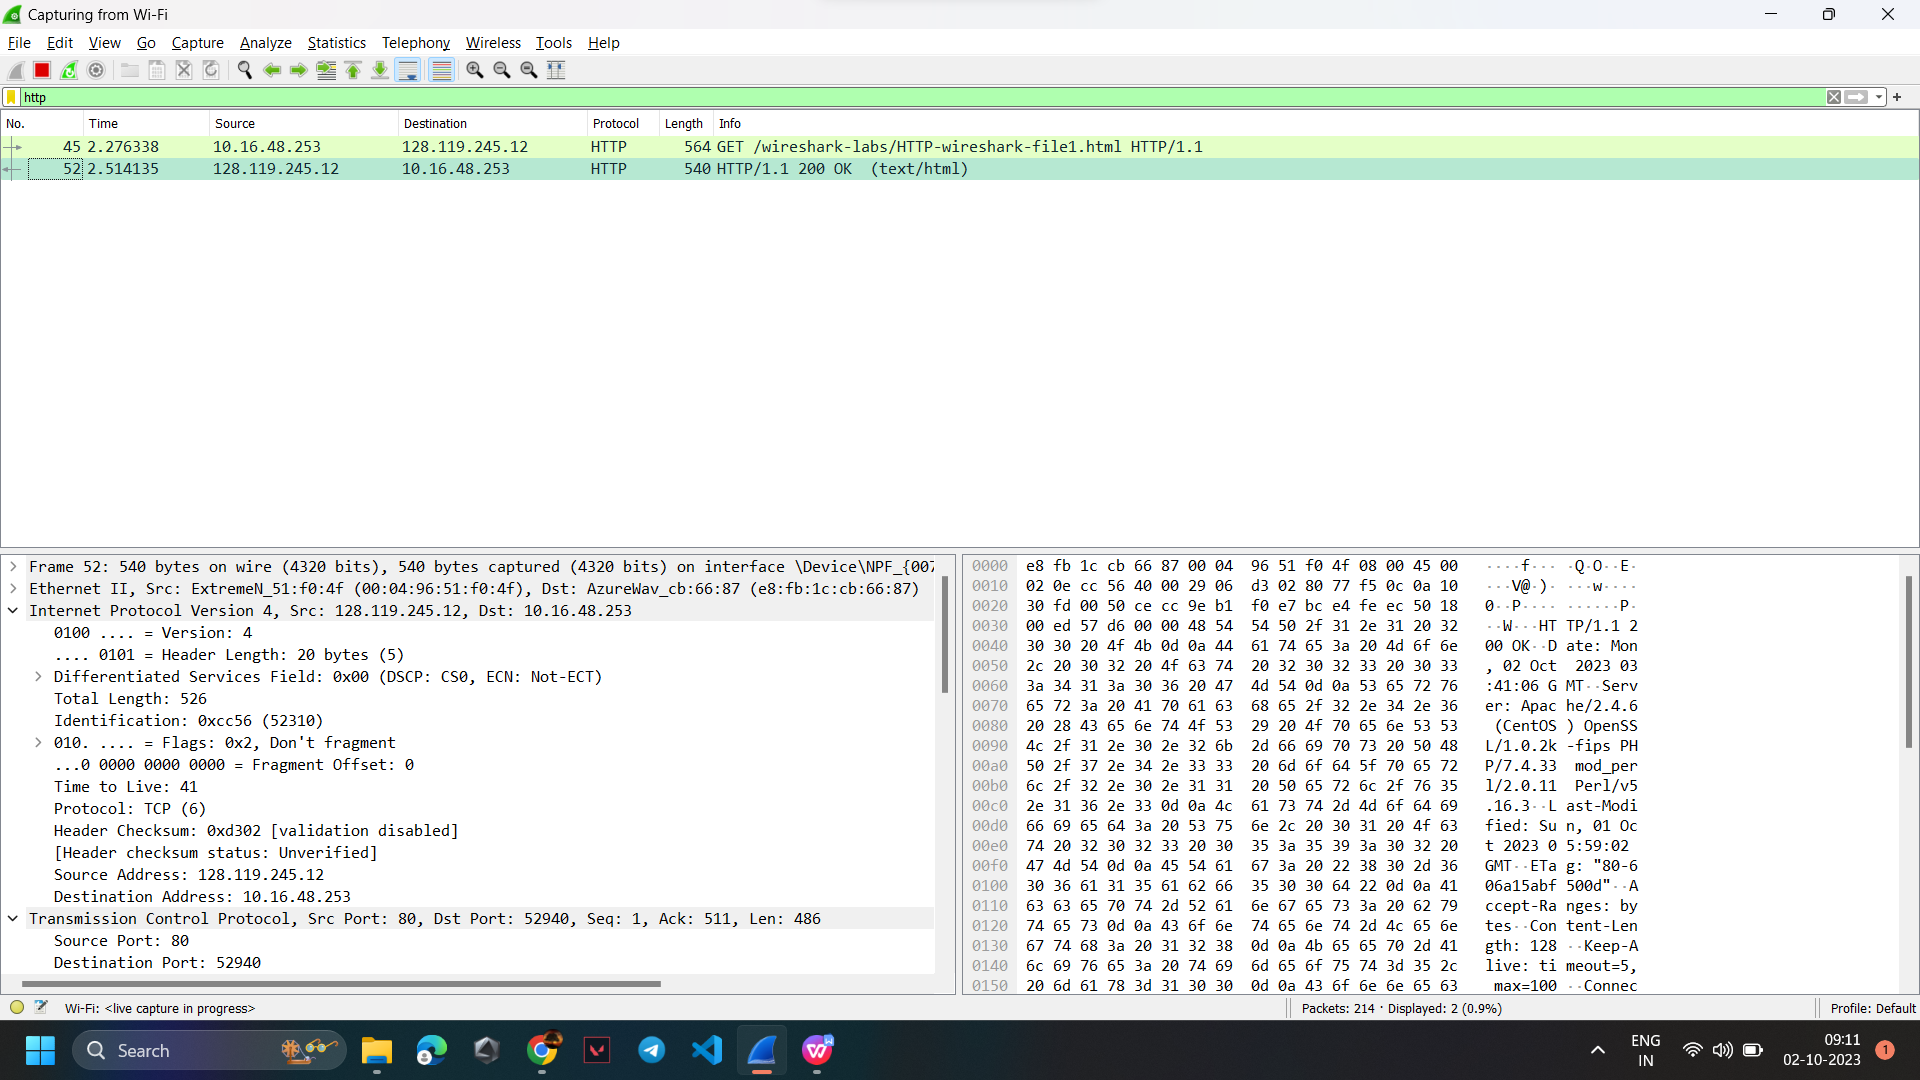 Capturing from Wi-Fi
File Edit View Go Capture Analyze Statistics Telephony Wireless Tools Help
http
No. Time Source Destination Protocol Length Info
45 2.276338 10.16.48.253 128.119.245.12 HTTP 564 GET /wireshark-labs/HTTP-wireshark-file1.html HTTP/1.1
52 2.514135 128.119.245.12 10.16.48.253 HTTP 540 HTTP/1.1 200 OK (text/html)
Frame 52: 540 bytes on wire (4320 bits), 540 bytes captured (4320 bits) on interface \Device\NPF_{007
Ethernet II, Src: ExtremeN_51:f0:4f (00:04:96:51:f0:4f), Dst: AzureWav_cb:66:87 (e8:fb:1c:cb:66:87)
Internet Protocol Version 4, Src: 128.119.245.12, Dst: 10.16.48.253
0100 .... = Version: 4
.... 0101 = Header Length: 20 bytes (5)
Differentiated Services Field: 0x00 (DSCP: CS0, ECN: Not-ECT)
Total Length: 526
Identification: 0xcc56 (52310)
010. .... = Flags: 0x2, Don't fragment
...0 0000 0000 0000 = Fragment Offset: 0
Time to Live: 41
Protocol: TCP (6)
Header Checksum: 0xd302 [validation disabled]
[Header checksum status: Unverified]
Source Address: 128.119.245.12
Destination Address: 10.16.48.253
Transmission Control Protocol, Src Port: 80, Dst Port: 52940, Seq: 1, Ack: 511, Len: 486
Source Port: 80
Destination Port: 52940
0000 e8 fb 1c cb 66 87 00 04 96 51 f0 4f 08 00 45 00 ····f··· ·Q·O··E·
0010 02 0e cc 56 40 00 29 06 d3 02 80 77 f5 0c 0a 10 ···V@·)· ···w····
0020 30 fd 00 50 ce cc 9e b1 f0 e7 bc e4 fe ec 50 18 0··P···· ······P·
0030 00 ed 57 d6 00 00 48 54 54 50 2f 31 2e 31 20 32 ··W···HT TP/1.1 2
0040 30 30 20 4f 4b 0d 0a 44 61 74 65 3a 20 4d 6f 6e 00 OK··D ate: Mon
0050 2c 20 30 32 20 4f 63 74 20 32 30 32 33 20 30 33 , 02 Oct 2023 03
0060 3a 34 31 3a 30 36 20 47 4d 54 0d 0a 53 65 72 76 :41:06 G MT··Serv
0070 65 72 3a 20 41 70 61 63 68 65 2f 32 2e 34 2e 36 er: Apac he/2.4.6
0080 20 28 43 65 6e 74 4f 53 29 20 4f 70 65 6e 53 53 (CentOS ) OpenSS
0090 4c 2f 31 2e 30 2e 32 6b 2d 66 69 70 73 20 50 48 L/1.0.2k -fips PH
00a0 50 2f 37 2e 34 2e 33 33 20 6d 6f 64 5f 70 65 72 P/7.4.33 mod_per
00b0 6c 2f 32 2e 30 2e 31 31 20 50 65 72 6c 2f 76 35 l/2.0.11 Perl/v5
00c0 2e 31 36 2e 33 0d 0a 4c 61 73 74 2d 4d 6f 64 69 .16.3··L ast-Modi
00d0 66 69 65 64 3a 20 53 75 6e 2c 20 30 31 20 4f 63 fied: Su n, 01 Oc
00e0 74 20 32 30 32 33 20 30 35 3a 35 39 3a 30 32 20 t 2023 0 5:59:02
00f0 47 4d 54 0d 0a 45 54 61 67 3a 20 22 38 30 2d 36 GMT··ETa g: "80-6
0100 30 36 61 31 35 61 62 66 35 30 30 64 22 0d 0a 41 06a15abf 500d"··A
0110 63 63 65 70 74 2d 52 61 6e 67 65 73 3a 20 62 79 ccept-Ra nges: by
0120 74 65 73 0d 0a 43 6f 6e 74 65 6e 74 2d 4c 65 6e tes··Con tent-Len
0130 67 74 68 3a 20 31 32 38 0d 0a 4b 65 65 70 2d 41 gth: 128 ··Keep-A
0140 6c 69 76 65 3a 20 74 69 6d 65 6f 75 74 3d 35 2c live: ti meout=5,
0150 20 6d 61 78 3d 31 30 30 0d 0a 43 6f 6e 6e 65 63 max=100 ··Connec
Wi-Fi: <live capture in progress> Packets: 214 · Displayed: 2 (0.9%) Profile: Default
Search
ENG
IN
09:11
02-10-2023
1